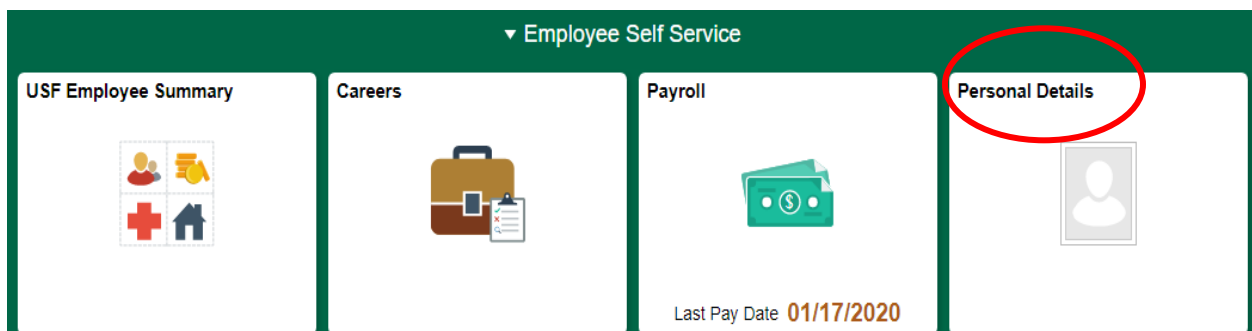 ▾ Employee Self Service
USF Employee Summary
Careers
Payroll
Personal Details
$
Last Pay Date 01/17/2020